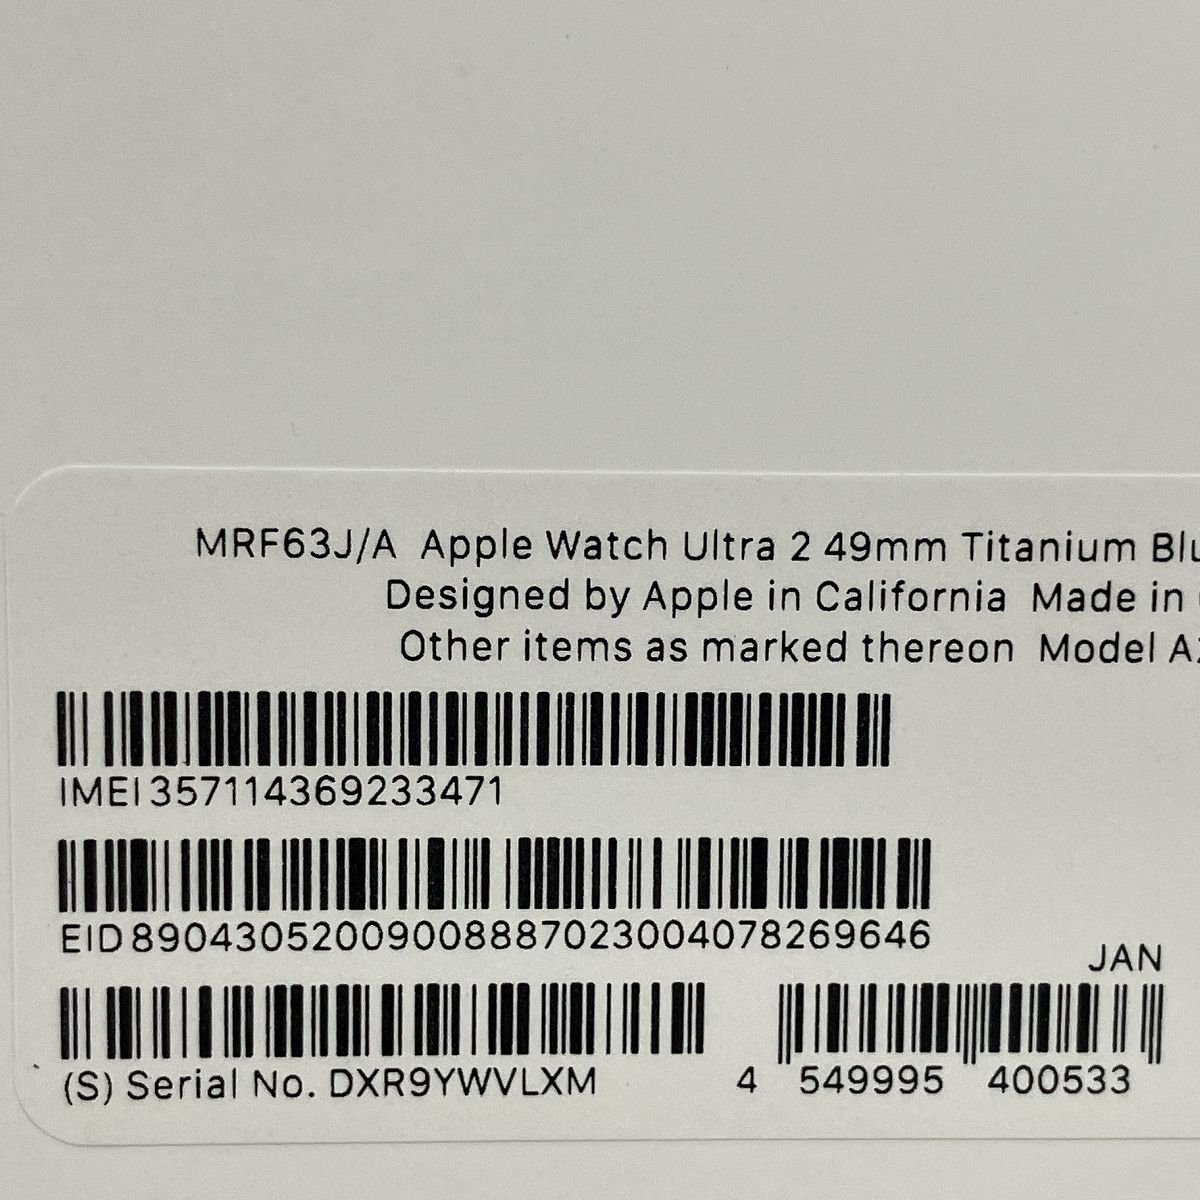 MRF63J/A Apple Watch Ultra 2 49mm Titanium Blu
Designed by Apple in California Made in
Other items as marked thereon Model A
IMEI 357114369233471
EID 89043052009008887023004078269646
JAN
(S) Serial No. DXR9YWVLXM
4 549995 400533